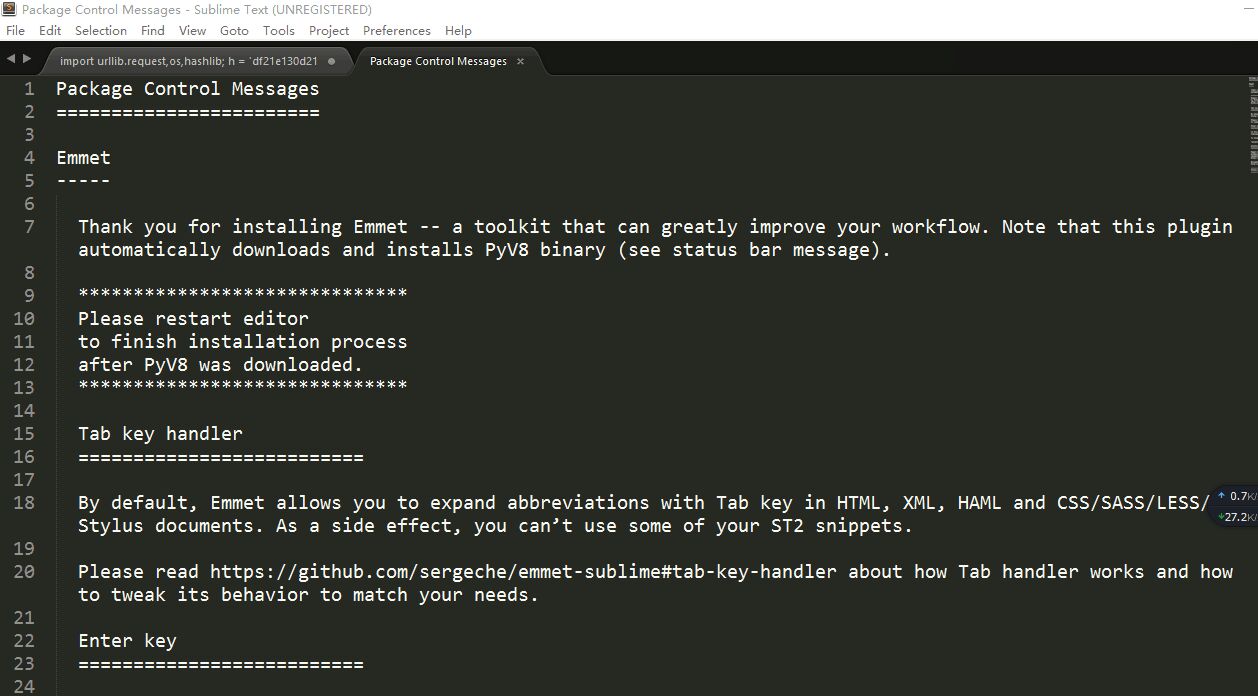 Package Control Messages - Sublime Text (UNREGISTERED)
File Edit Selection Find View Goto Tools Project Preferences Help
import urllib.request,os,hashlib; h = `df21e130d21
Package Control Messages ×
1 Package Control Messages
2 ========================
3
4 Emmet
5 -----
6
7 Thank you for installing Emmet -- a toolkit that can greatly improve your workflow. Note that this plugin
automatically downloads and installs PyV8 binary (see status bar message).
8
9 ******************************
10 Please restart editor
11 to finish installation process
12 after PyV8 was downloaded.
13 ******************************
14
15 Tab key handler
16 ==========================
17
18 By default, Emmet allows you to expand abbreviations with Tab key in HTML, XML, HAML and CSS/SASS/LESS/
Stylus documents. As a side effect, you can’t use some of your ST2 snippets.
19
20 Please read https://github.com/sergeche/emmet-sublime#tab-key-handler about how Tab handler works and how
to tweak its behavior to match your needs.
21
22 Enter key
23 ==========================
24
↑ 0.7K/
↓27.2K/